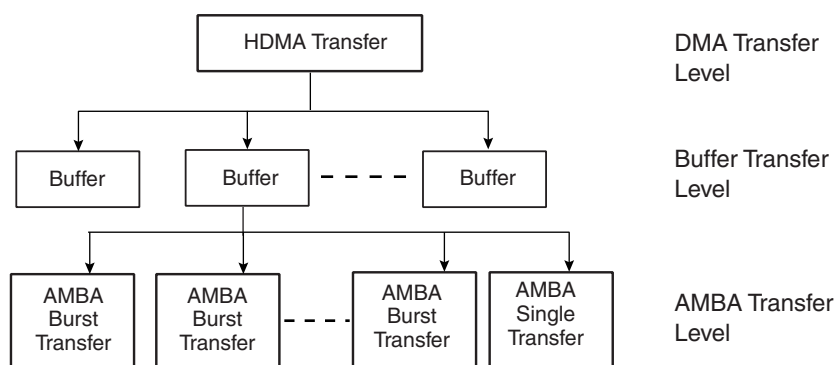 HDMA Transfer
DMA Transfer
Level
Buffer
Buffer
Buffer
Buffer Transfer
Level
AMBA
Burst
Transfer
AMBA
Burst
Transfer
AMBA
Burst
Transfer
AMBA
Single
Transfer
AMBA Transfer
Level